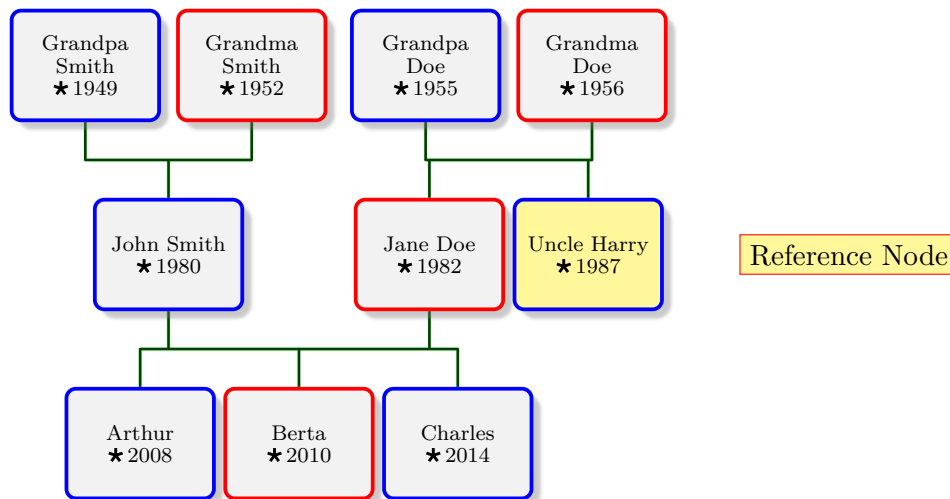 Grandpa
Smith
★1949
Grandma
Smith
★1952
Grandpa
Doe
★1955
Grandma
Doe
★1956
John Smith
★1980
Jane Doe
★1982
Uncle Harry
★1987
Reference Node
Arthur
★2008
Berta
★2010
Charles
★2014